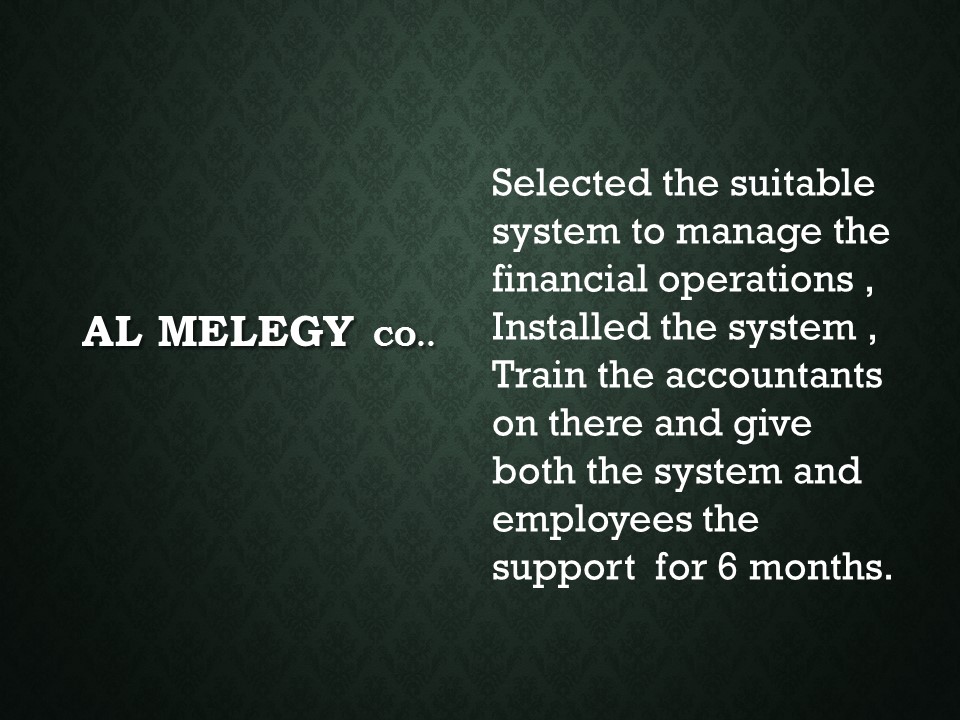 AL MELEGY CO..
Selected the suitable
system to manage the
financial operations ,
Installed the system ,
Train the accountants
on there and give
both the system and
employees the
support for 6 months.